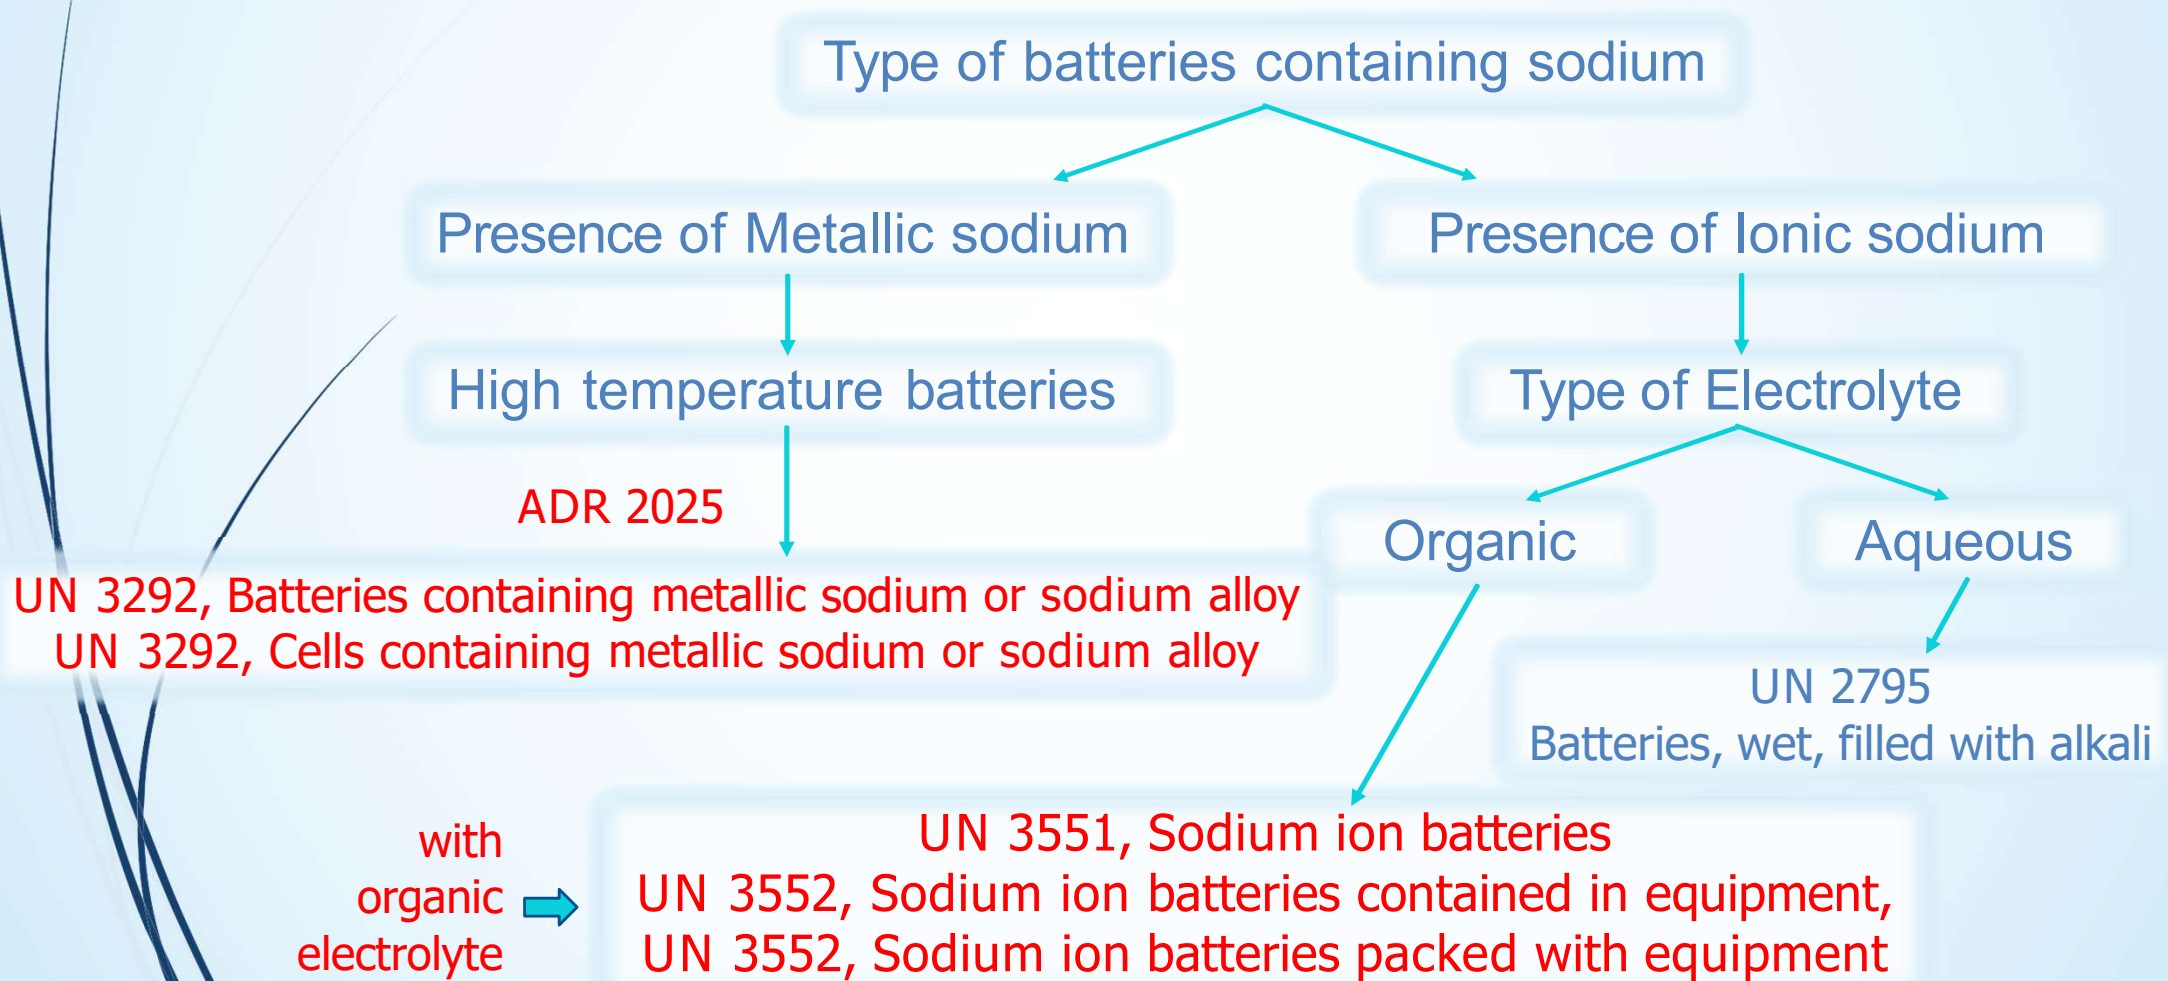 Type of batteries containing sodium
Presence of Metallic sodium
Presence of Ionic sodium
High temperature batteries
Type of Electrolyte
ADR 2025
Organic
Aqueous
UN 3292, Batteries containing metallic sodium or sodium alloy
UN 3292, Cells containing metallic sodium or sodium alloy
UN 2795
Batteries, wet, filled with alkali
with
organic
electrolyte
UN 3551, Sodium ion batteries
UN 3552, Sodium ion batteries contained in equipment,
UN 3552, Sodium ion batteries packed with equipment